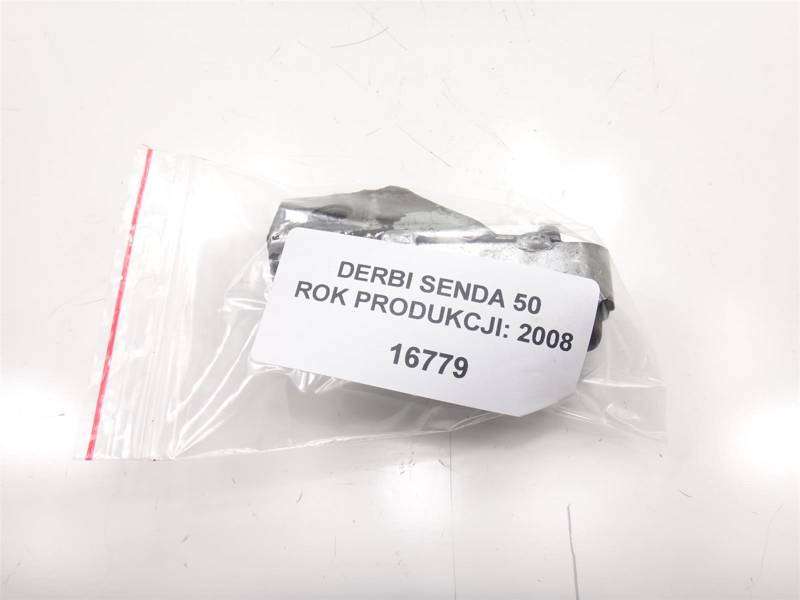 DERBI SENDA 50
ROK PRODUKCJI: 2008
16779